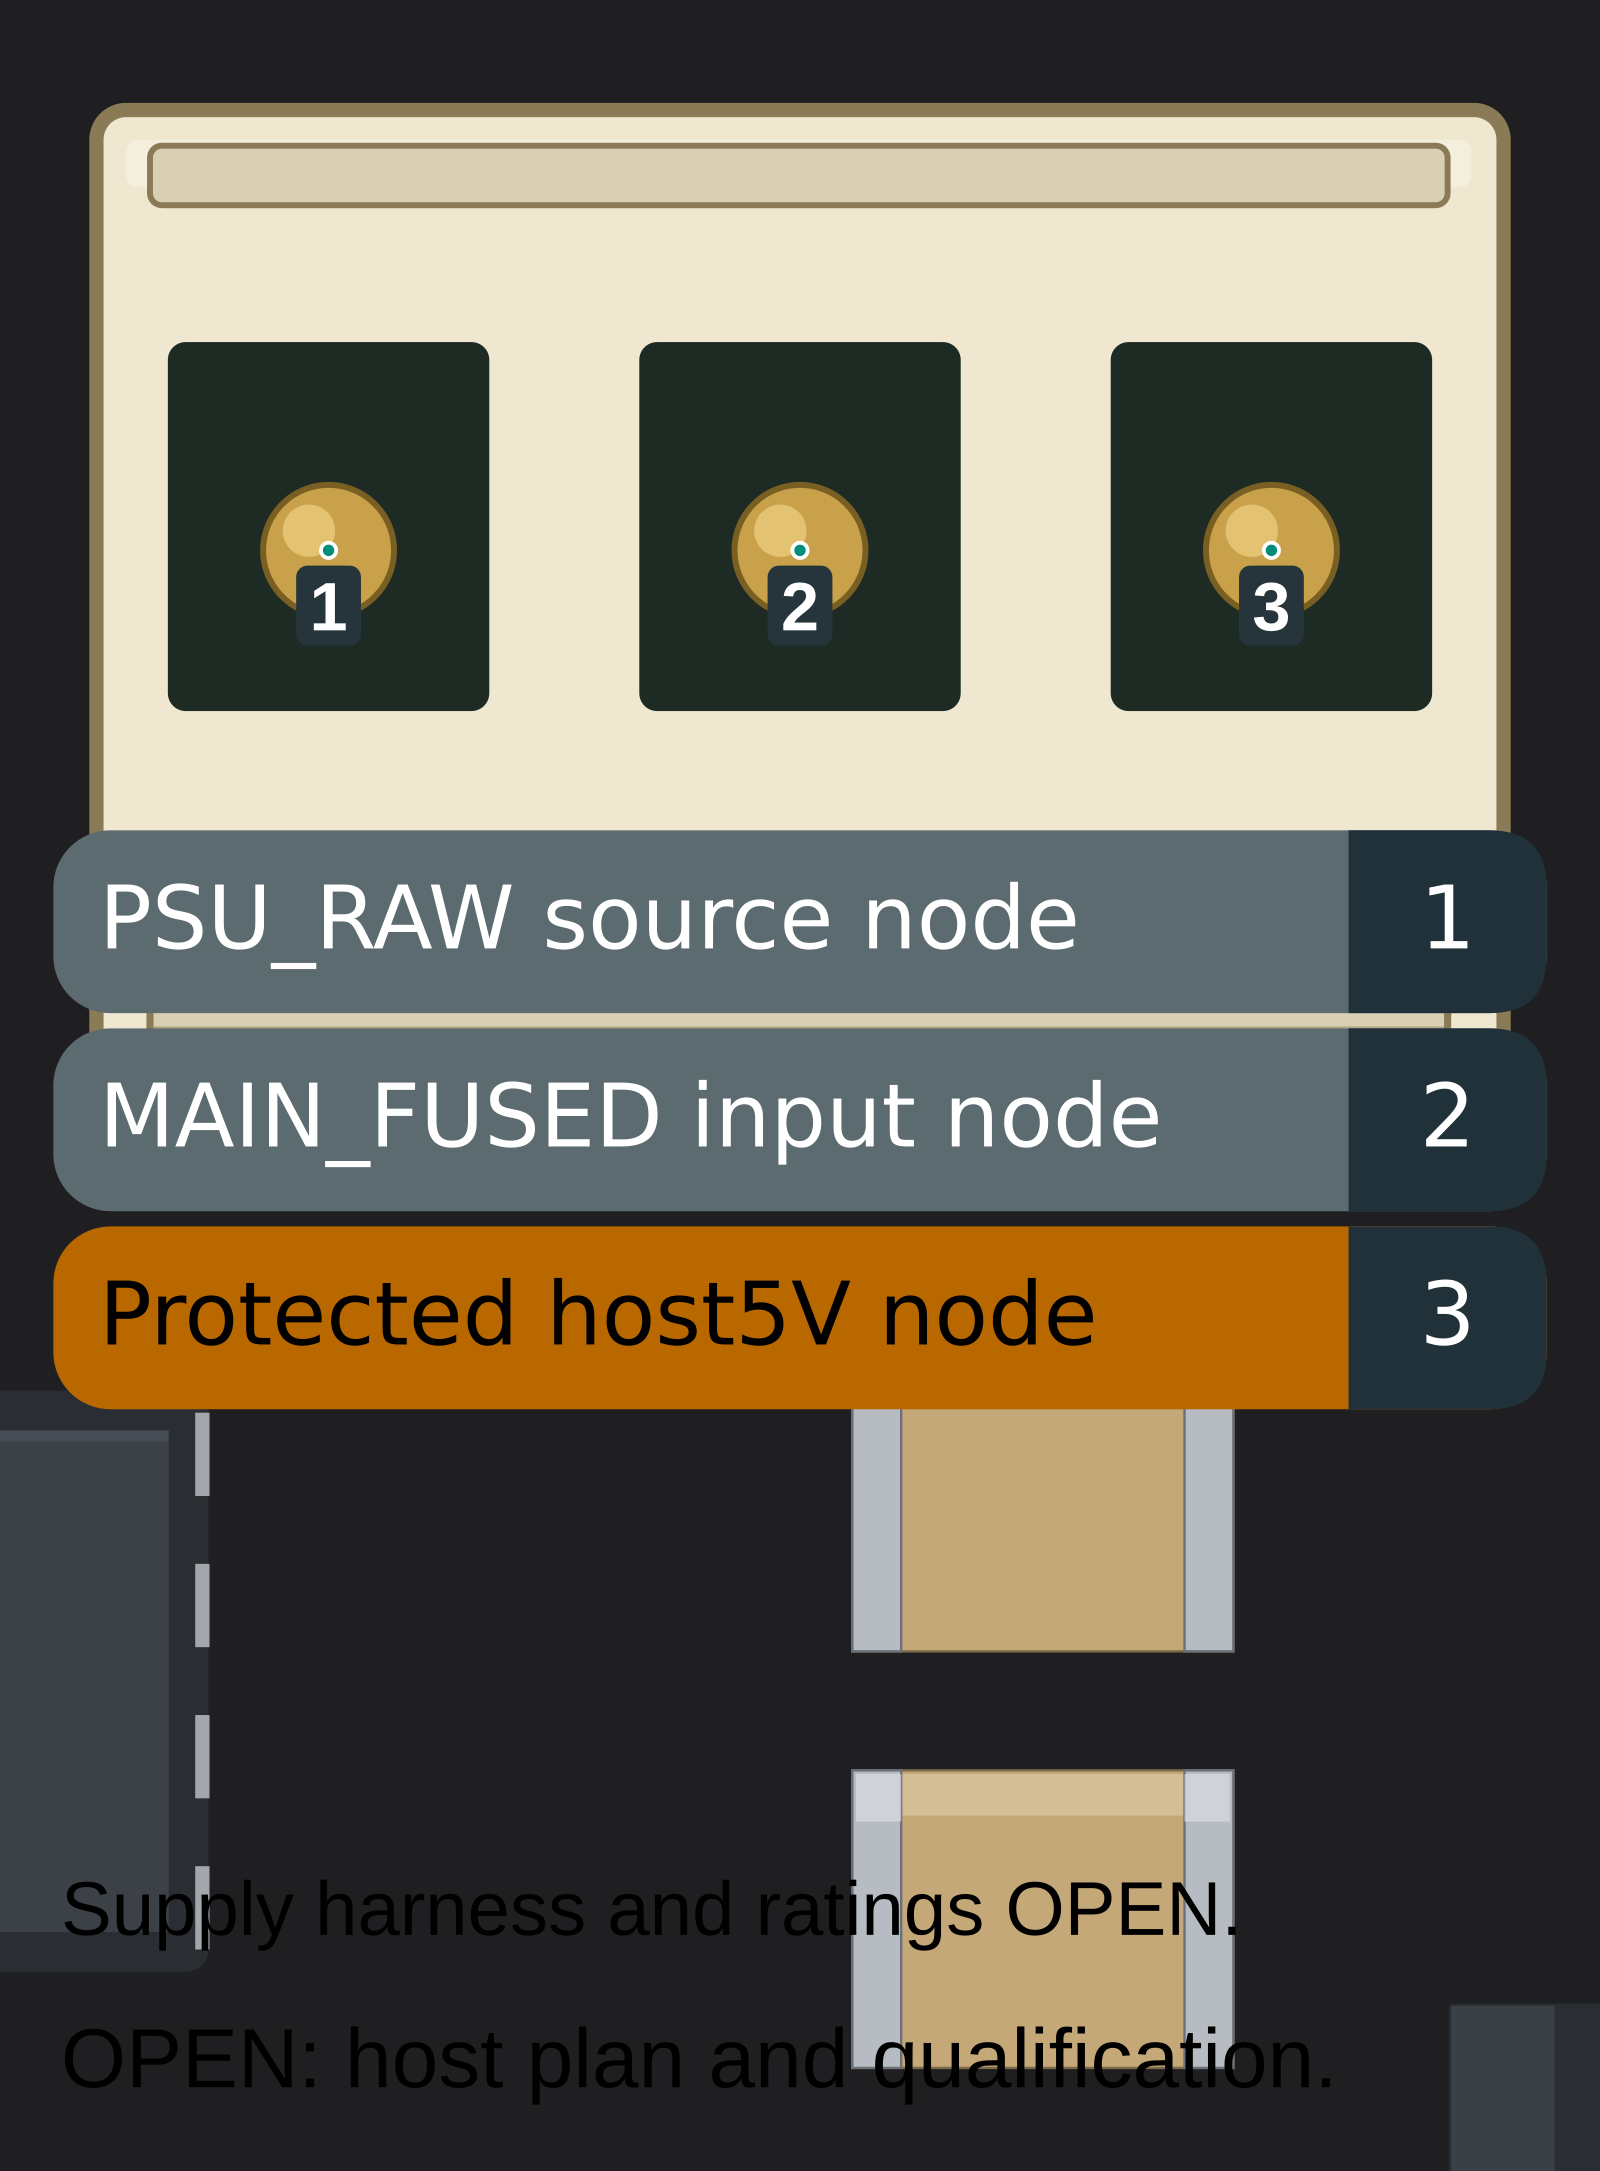 1 2 3
PSU_RAW source node 1
MAIN_FUSED input node 2
Protected host5V node 3
Supply harness and ratings OPEN.
OPEN: host plan and qualification.